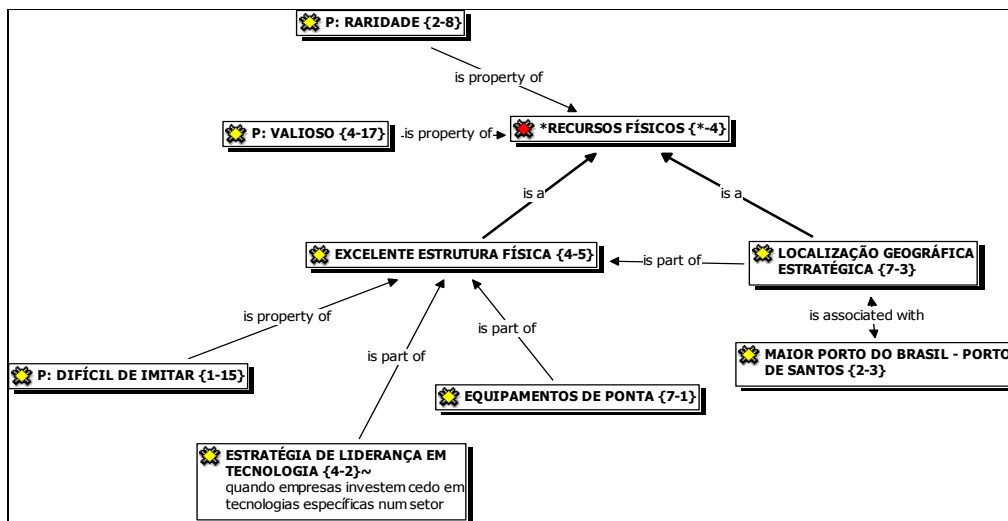 P: RARIDADE {2-8}
is property of
P: VALIOSO {4-17}
is property of
*RECURSOS FÍSICOS {*-4}
is a
is a
EXCELENTE ESTRUTURA FÍSICA {4-5}
is part of
LOCALIZAÇÃO GEOGRÁFICA
ESTRATÉGICA {7-3}
is property of
is part of
is part of
is associated with
P: DIFÍCIL DE IMITAR {1-15}
EQUIPAMENTOS DE PONTA {7-1}
MAIOR PORTO DO BRASIL - PORTO
DE SANTOS {2-3}
ESTRATÉGIA DE LIDERANÇA EM
TECNOLOGIA {4-2}~
quando empresas investem cedo em
tecnologias específicas num setor